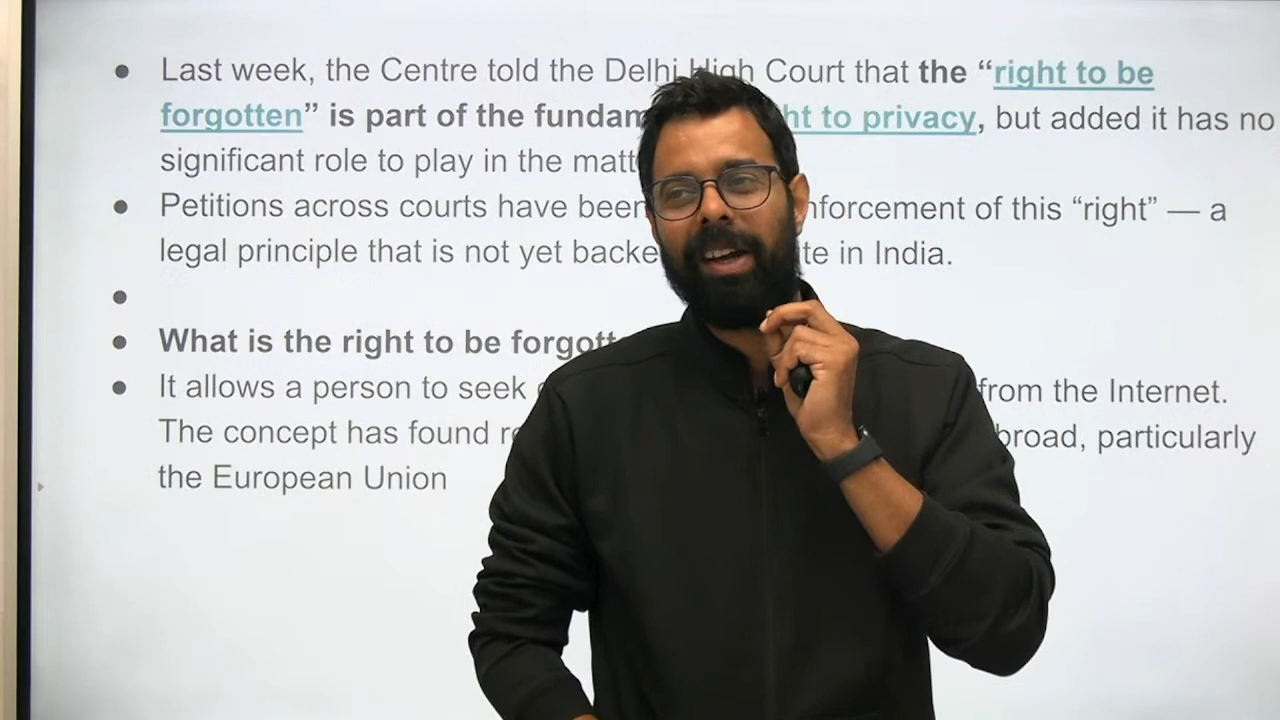 Last week, the Centre told the Delhi High Court that the “right to be
forgotten” is part of the fundam ht to privacy, but added it has no
significant role to play in the matt
Petitions across courts have been nforcement of this “right” — a
legal principle that is not yet backe te in India.
What is the right to be forgott
It allows a person to seek from the Internet.
The concept has found re broad, particularly
the European Union